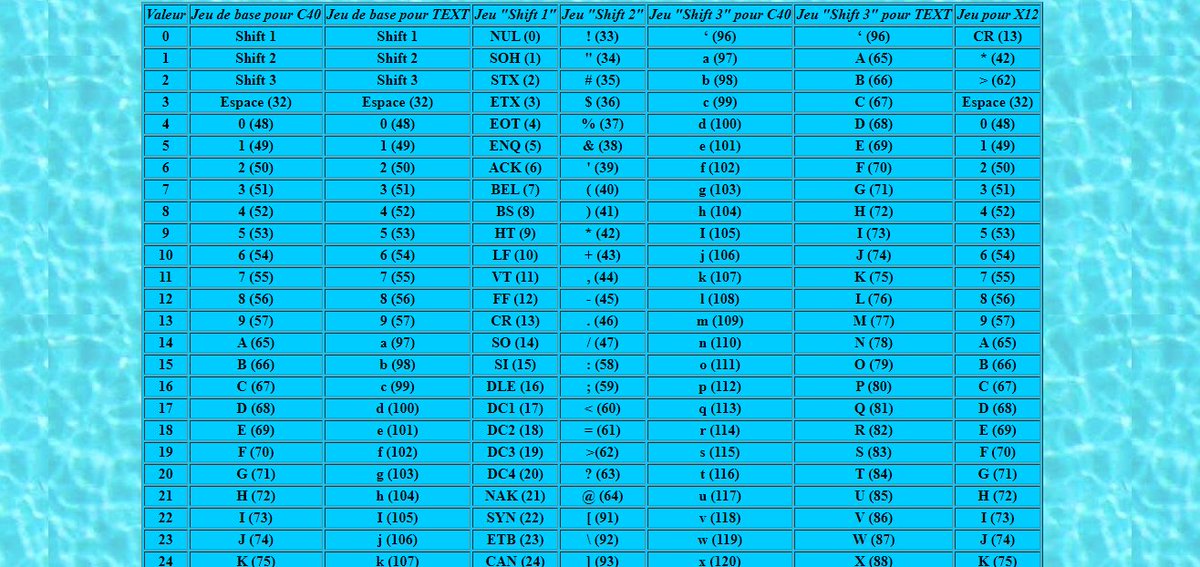 Valeur Jeu de base pour C40 Jeu de base pour TEXT Jeu "Shift 1" Jeu "Shift 2" Jeu "Shift 3" pour C40 Jeu "Shift 3" pour TEXT Jeu pour X12
0 Shift 1 Shift 1 NUL (0) ! (33) ‘ (96) ‘ (96) CR (13)
1 Shift 2 Shift 2 SOH (1) " (34) a (97) A (65) * (42)
2 Shift 3 Shift 3 STX (2) # (35) b (98) B (66) > (62)
3 Espace (32) Espace (32) ETX (3) $ (36) c (99) C (67) Espace (32)
4 0 (48) 0 (48) EOT (4) % (37) d (100) D (68) 0 (48)
5 1 (49) 1 (49) ENQ (5) & (38) e (101) E (69) 1 (49)
6 2 (50) 2 (50) ACK (6) ' (39) f (102) F (70) 2 (50)
7 3 (51) 3 (51) BEL (7) ( (40) g (103) G (71) 3 (51)
8 4 (52) 4 (52) BS (8) ) (41) h (104) H (72) 4 (52)
9 5 (53) 5 (53) HT (9) * (42) I (105) I (73) 5 (53)
10 6 (54) 6 (54) LF (10) + (43) j (106) J (74) 6 (54)
11 7 (55) 7 (55) VT (11) , (44) k (107) K (75) 7 (55)
12 8 (56) 8 (56) FF (12) - (45) l (108) L (76) 8 (56)
13 9 (57) 9 (57) CR (13) . (46) m (109) M (77) 9 (57)
14 A (65) a (97) SO (14) / (47) n (110) N (78) A (65)
15 B (66) b (98) SI (15) : (58) o (111) O (79) B (66)
16 C (67) c (99) DLE (16) ; (59) p (112) P (80) C (67)
17 D (68) d (100) DC1 (17) < (60) q (113) Q (81) D (68)
18 E (69) e (101) DC2 (18) = (61) r (114) R (82) E (69)
19 F (70) f (102) DC3 (19) >(62) s (115) S (83) F (70)
20 G (71) g (103) DC4 (20) ? (63) t (116) T (84) G (71)
21 H (72) h (104) NAK (21) @ (64) u (117) U (85) H (72)
22 I (73) I (105) SYN (22) [ (91) v (118) V (86) I (73)
23 J (74) j (106) ETB (23) \ (92) w (119) W (87) J (74)
24 K (75) k (107) CAN (24) ] (93) x (120) X (88) K (75)